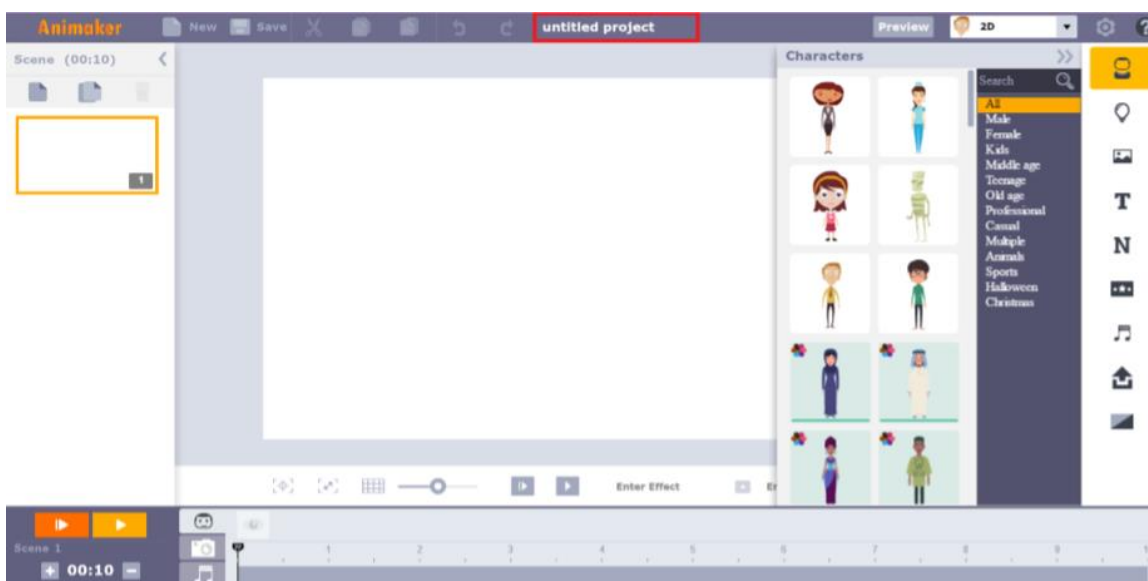 Animaker New Save untitled project Preview 2D
Scene (00:10)
1
Characters
Search
All
Male
Female
Kids
Middle age
Teenage
Old age
Professional
Casual
Multiple
Animals
Sports
Halloween
Christmas
T
N
Enter Effect
Scene 1
00:10
1 2 3 4 5 6 7 8 9